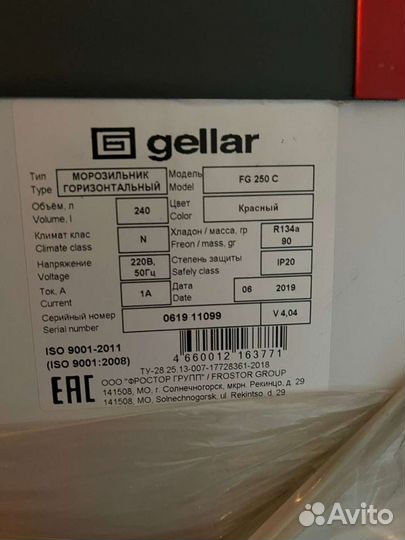 gellar
Тип МОРОЗИЛЬНИК Модель FG 250 C
Type ГОРИЗОНТАЛЬНЫЙ Model
Объём, л 240 Цвет Красный
Volume, l Color
Климат клас N Хладон / масса, гр R134a
Climate class Freon / mass, gr 90
Напряжение 220В, Степень защиты IP20
Voltage 50Гц Safely class
Ток. А 1А Дата 06 2019
Current Date
Серийный номер 0619 11099 V 4,04
Serial number
ISO 9001-2011
(ISO 9001:2008)
4 660012 163771
ТУ-28.25.13-007-17728361-2018
EAC ООО "ФРОСТОР ГРУПП" / FROSTOR GROUP
141508, МО, г. Солнечногорск, мкрн. Рекинцо, д. 29
141508, MO, Solnechnogorsk, ul. Rekintso, d. 29
Avito